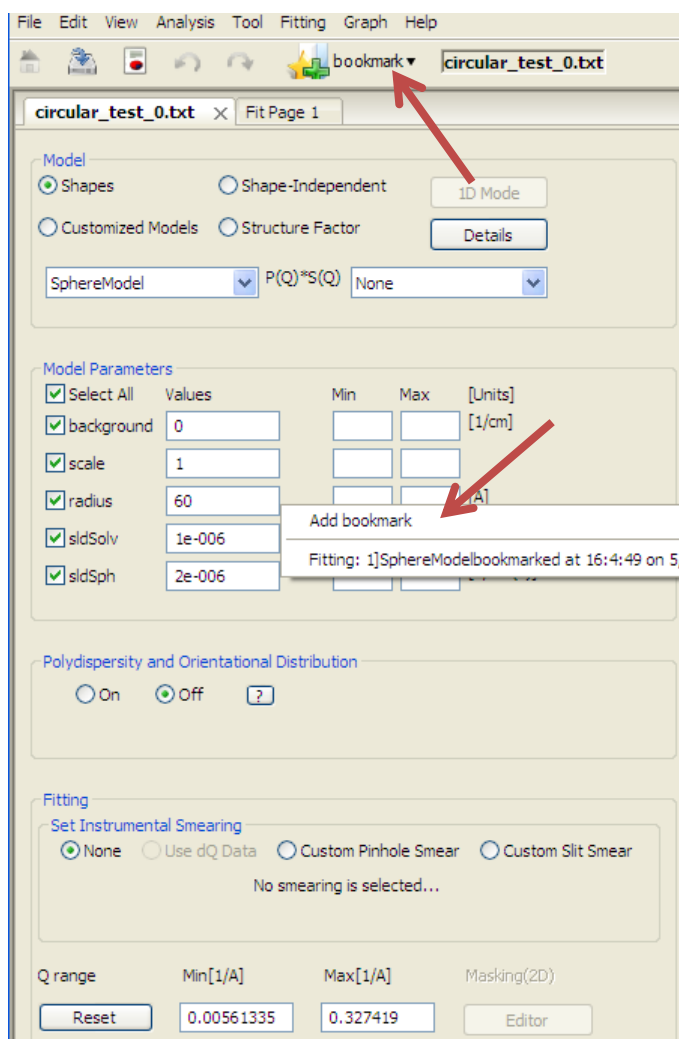 File Edit View Analysis Tool Fitting Graph Help
bookmark circular_test_0.txt
circular_test_0.txt X Fit Page 1
Model
Shapes Shape-Independent 1D Mode
Customized Models Structure Factor Details
SphereModel P(Q)*S(Q) None
Model Parameters
Select All Values Min Max [Units]
background 0 [1/cm]
scale 1
radius 60 [A]
Add bookmark
sldSolv 1e-006
Fitting: 1]SphereModelbookmarked at 16:4:49 on 5
sldSph 2e-006
Polydispersity and Orientational Distribution
On Off ?
Fitting
Set Instrumental Smearing
None Use dQ Data Custom Pinhole Smear Custom Slit Smear
No smearing is selected...
Q range Min[1/A] Max[1/A] Masking(2D)
Reset 0.00561335 0.327419 Editor